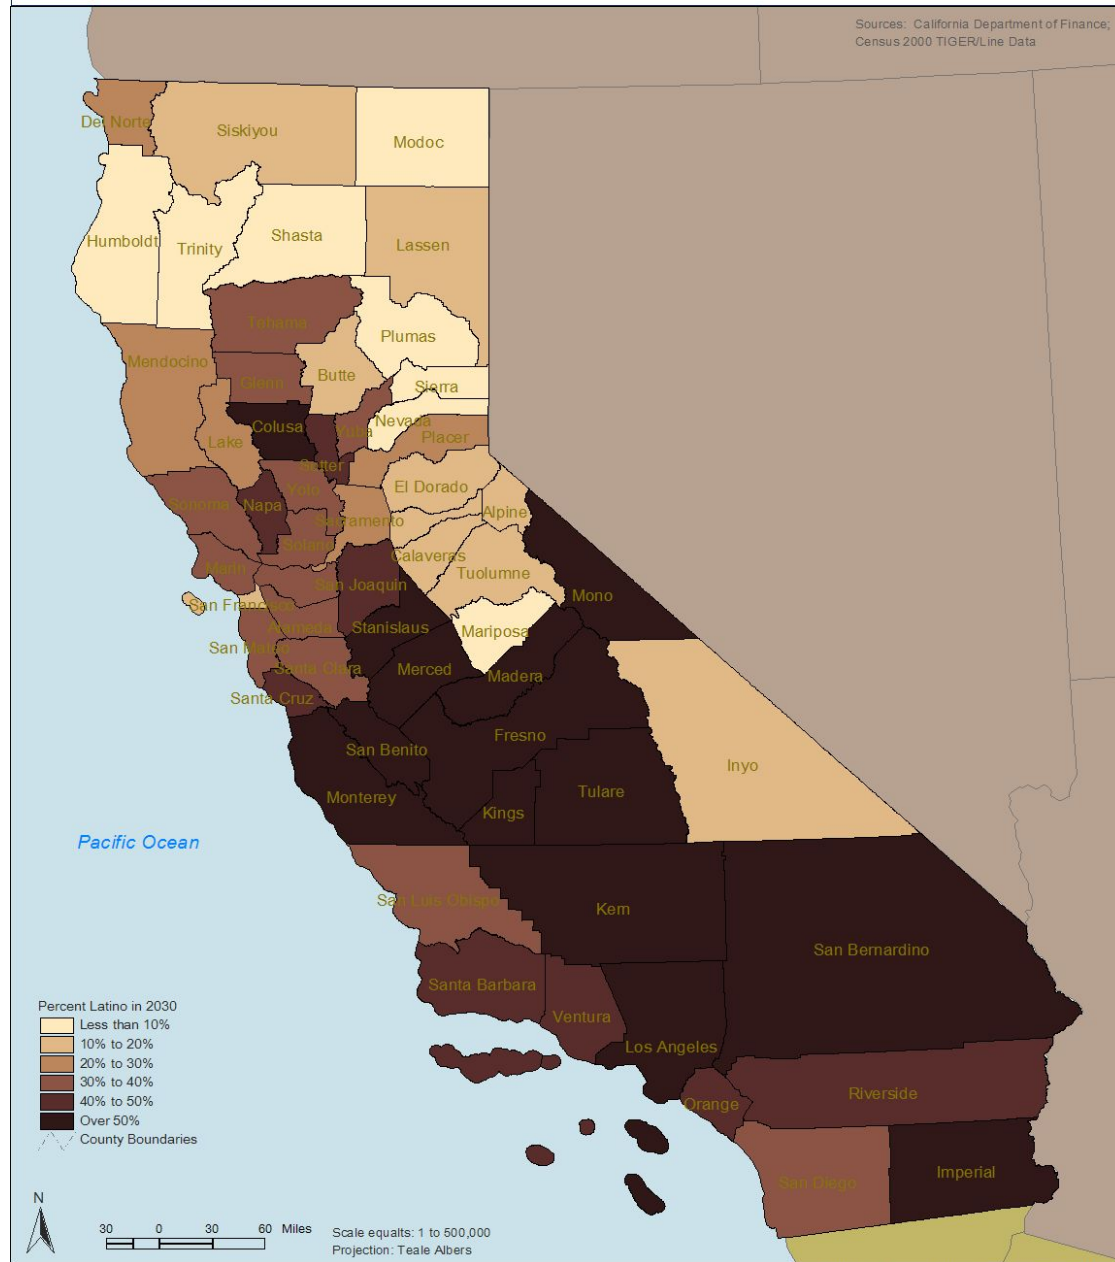 Sources: California Department of Finance;
Census 2000 TIGER/Line Data
Del Norte
Siskiyou
Modoc
Humboldt
Trinity
Shasta
Lassen
Tehama
Plumas
Mendocino
Glenn
Butte
Sierra
Colusa
Yuba
Nevada
Lake
Placer
Sutter
El Dorado
Sonoma
Napa
Yolo
Sacramento
Alpine
Solano
Calaveras
Marin
San Joaquin
Tuolumne
Mono
San Francisco
Alameda
Stanislaus
Mariposa
San Mateo
Santa Clara
Merced
Madera
Santa Cruz
Fresno
San Benito
Inyo
Monterey
Kings
Tulare
Pacific Ocean
San Luis Obispo
Kern
San Bernardino
Santa Barbara
Ventura
Los Angeles
Riverside
Orange
San Diego
Imperial
Percent Latino in 2030
Less than 10%
10% to 20%
20% to 30%
30% to 40%
40% to 50%
Over 50%
County Boundaries
N
30 0 30 60 Miles
Scale equalts: 1 to 500,000
Projection: Teale Albers